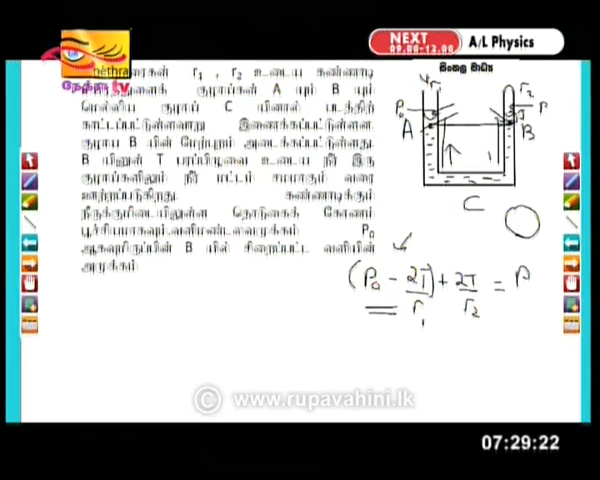 NEXT
09.00-12.00
A/L Physics
සිංහල මාධ්‍ය
nethra
நேத்ரா tv
r₁ , r₂ உடைய கண்ணாடி
குழாய்கள் A யும் B யும்
மெல்லிய குழாய் C யினால் படத்திற்
காட்டப்பட்டுள்ளவாறு இணைக்கப்பட்டுள்ளன.
குழாய B யின் மேற்புறம் அடைக்கப்பட்டுள்ளது.
B யினுள் T பரப்பிழுவை உடைய நீர் இரு
குழாய்களிலும் நீர் மட்டம் சமமாகும் வரை
ஊற்றப்படுகிறது. கண்ணாடிக்கும்
நீருக்குமிடையிலுள்ள தொடுகைக் கோணம்
பூச்சியமாகவும் வளிமண்டலவமுக்கம் P₀
ஆகவுமிருப்பின் B யில் சிறைப்பட்ட வளியின்
அமுக்கம்
r₁
r₂
P₀
P
A
B
C
(P₀ - 2T/r₁) + 2T/r₂ = P
© www.rupavahini.lk
07:29:22